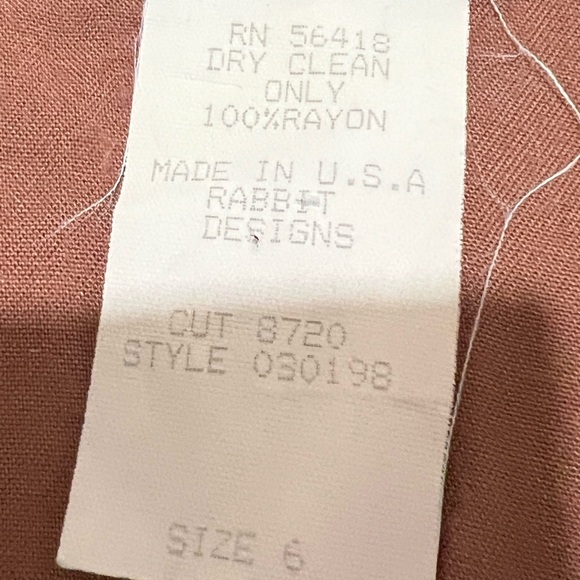 RN 56418
DRY CLEAN
ONLY
100%RAYON
MADE IN U.S.A
RABBIT
DESIGNS
CUT 8720
STYLE 030198
SIZE 6